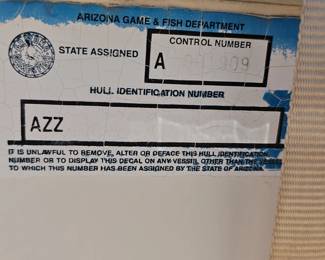 ARIZONA GAME & FISH DEPARTMENT
STATE ASSIGNED
CONTROL NUMBER
A
HULL IDENTIFICATION NUMBER
AZZ
IT IS UNLAWFUL TO REMOVE, ALTER OR DEFACE THIS HULL IDENTIFICATION
NUMBER OR TO DISPLAY THIS DECAL ON ANY VESSEL OTHER THAN THE VESSEL
TO WHICH THIS NUMBER HAS BEEN ASSIGNED BY THE STATE OF ARIZONA.